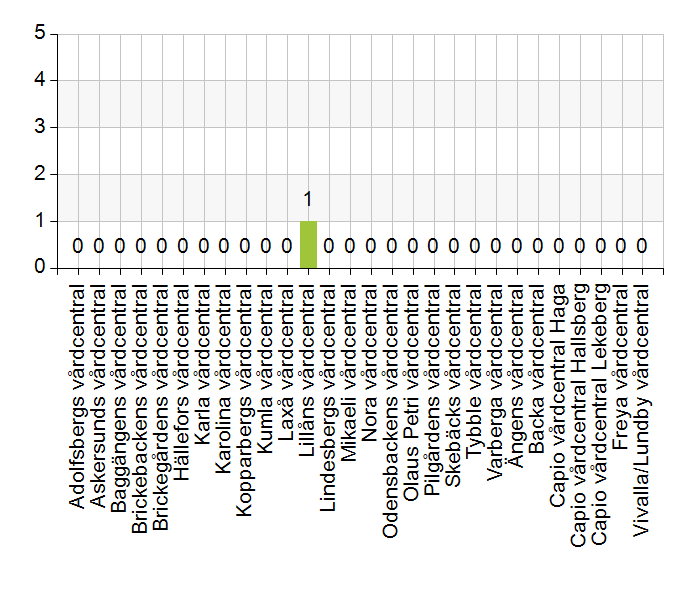 5
4
3
2
1
0
1
0 0 0 0 0 0 0 0 0 0 0 0 0 0 0 0 0 0 0 0 0 0 0 0 0 0 0
Adolfsbergs vårdcentral
Askersunds vårdcentral
Baggängens vårdcentral
Brickebackens vårdcentral
Brickegårdens vårdcentral
Hällefors vårdcentral
Karla vårdcentral
Karolina vårdcentral
Kopparbergs vårdcentral
Kumla vårdcentral
Laxå vårdcentral
Lillåns vårdcentral
Lindesbergs vårdcentral
Mikaeli vårdcentral
Nora vårdcentral
Odensbackens vårdcentral
Olaus Petri vårdcentral
Pilgårdens vårdcentral
Skebäcks vårdcentral
Tybble vårdcentral
Varberga vårdcentral
Ängens vårdcentral
Backa vårdcentral
Capio vårdcentral Haga
Capio vårdcentral Hallsberg
Capio vårdcentral Lekeberg
Freya vårdcentral
Vivalla/Lundby vårdcentral